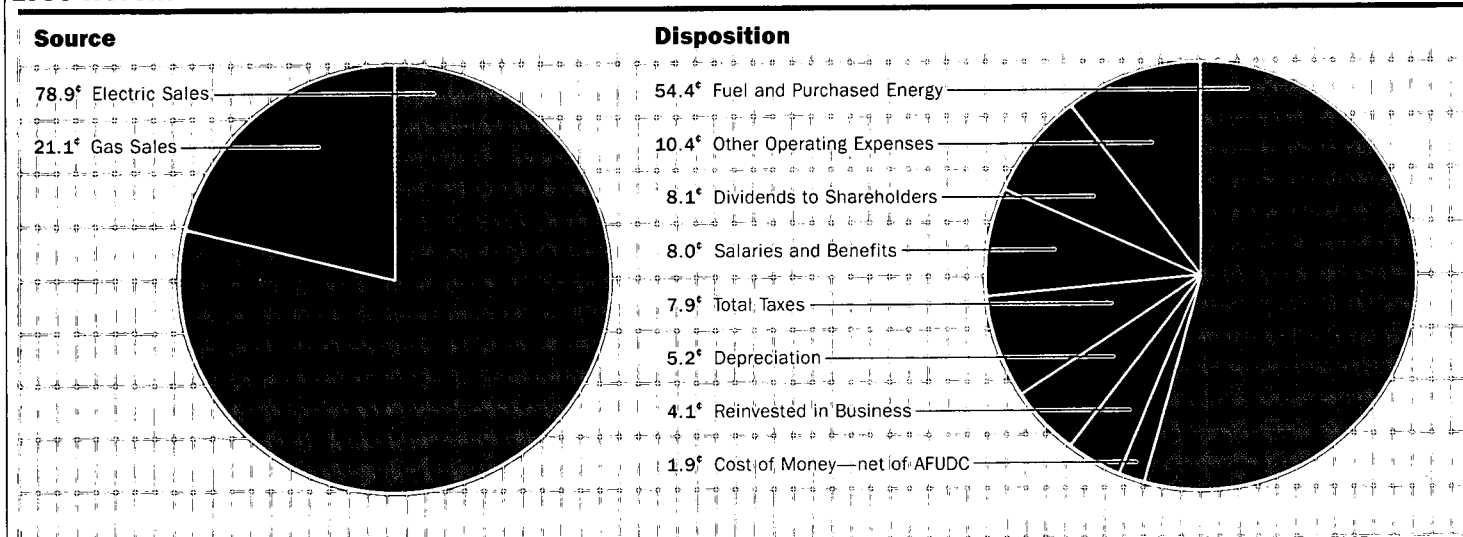 Source
78.9¢ Electric Sales
21.1¢ Gas Sales
Disposition
54.4¢ Fuel and Purchased Energy
10.4¢ Other Operating Expenses
8.1¢ Dividends to Shareholders
8.0¢ Salaries and Benefits
7.9¢ Total Taxes
5.2¢ Depreciation
4.1¢ Reinvested in Business
1.9¢ Cost of Money—net of AFUDC